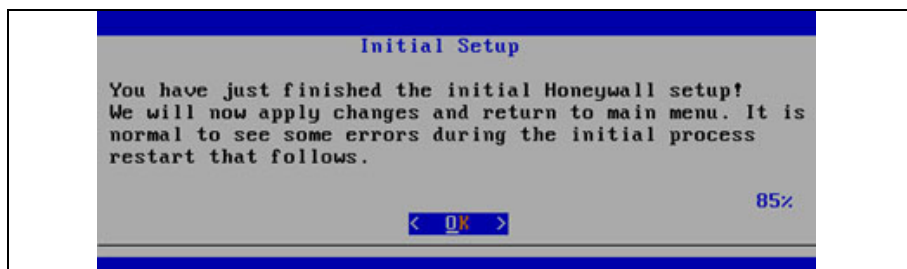 Initial Setup
You have just finished the initial Honeywall setup!
We will now apply changes and return to main menu. It is
normal to see some errors during the initial process
restart that follows.
85%
< OK >